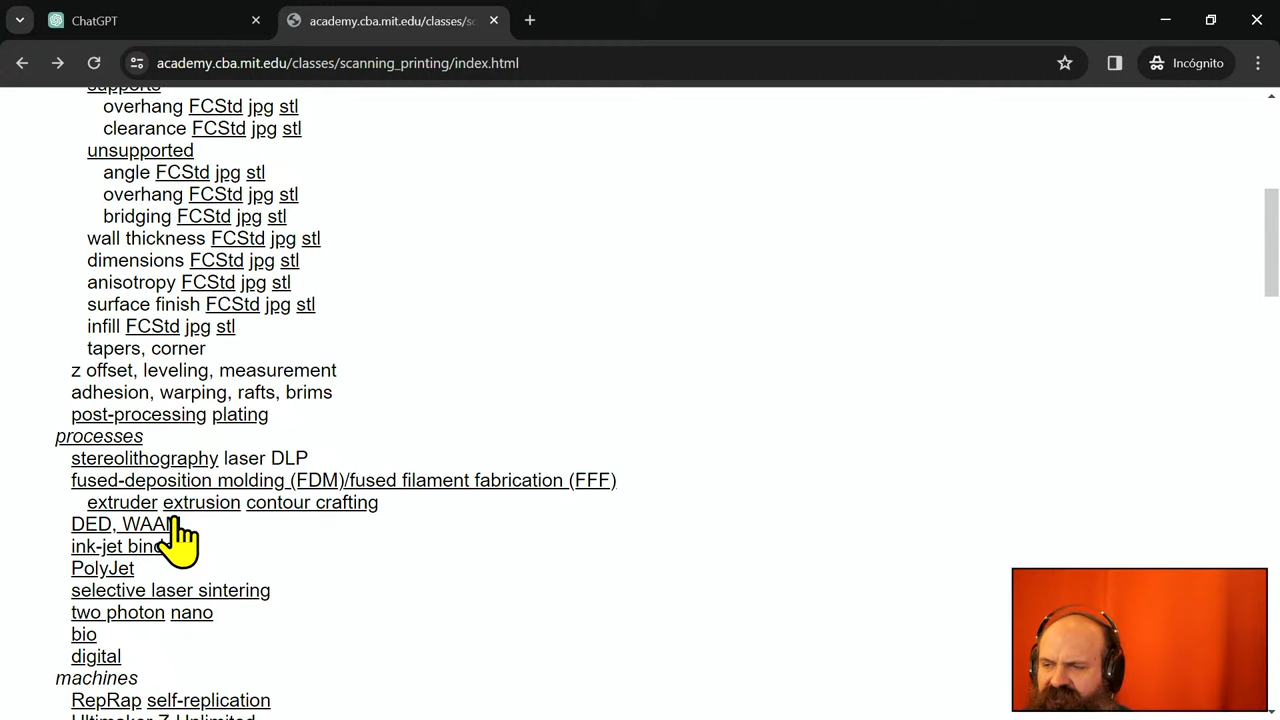 ChatGPT
academy.cba.mit.edu/classes/sc
academy.cba.mit.edu/classes/scanning_printing/index.html
Incógnito
supports
overhang FCStd jpg stl
clearance FCStd jpg stl
unsupported
angle FCStd jpg stl
overhang FCStd jpg stl
bridging FCStd jpg stl
wall thickness FCStd jpg stl
dimensions FCStd jpg stl
anisotropy FCStd jpg stl
surface finish FCStd jpg stl
infill FCStd jpg stl
tapers, corner
z offset, leveling, measurement
adhesion, warping, rafts, brims
post-processing plating
processes
stereolithography laser DLP
fused-deposition molding (FDM)/fused filament fabrication (FFF)
extruder extrusion contour crafting
DED, WAAM
ink-jet bind
PolyJet
selective laser sintering
two photon nano
bio
digital
machines
RepRap self-replication
Ultimaker Z-Unlimited